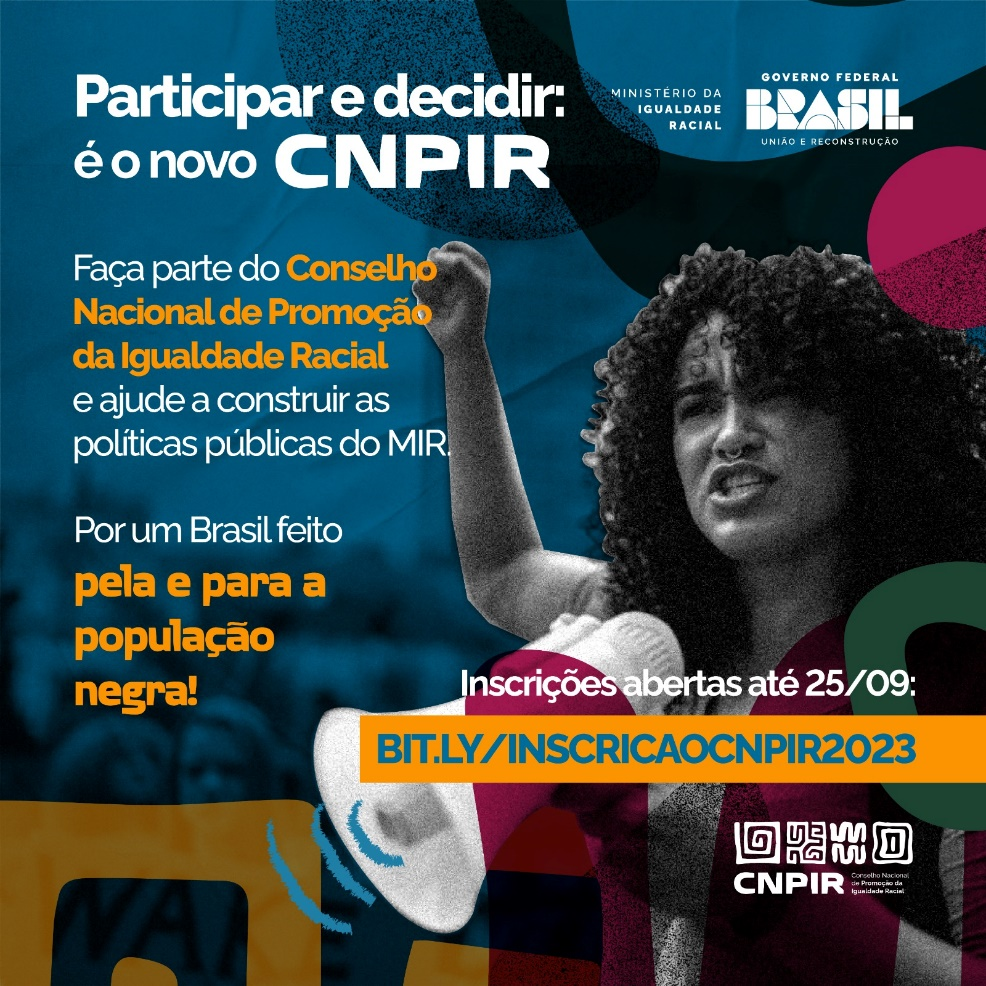 Participar e decidir:
é o novo CNPIR
MINISTÉRIO DA
IGUALDADE
RACIAL
GOVERNO FEDERAL
BRASIL
UNIÃO E RECONSTRUÇÃO
Faça parte do Conselho
Nacional de Promoção
da Igualdade Racial
e ajude a construir as
políticas públicas do MIR.
Por um Brasil feito
pela e para a
população
negra!
Inscrições abertas até 25/09:
BIT.LY/INSCRICAOCNPIR2023
CNPIR
Conselho Nacional
de Promoção da
Igualdade Racial